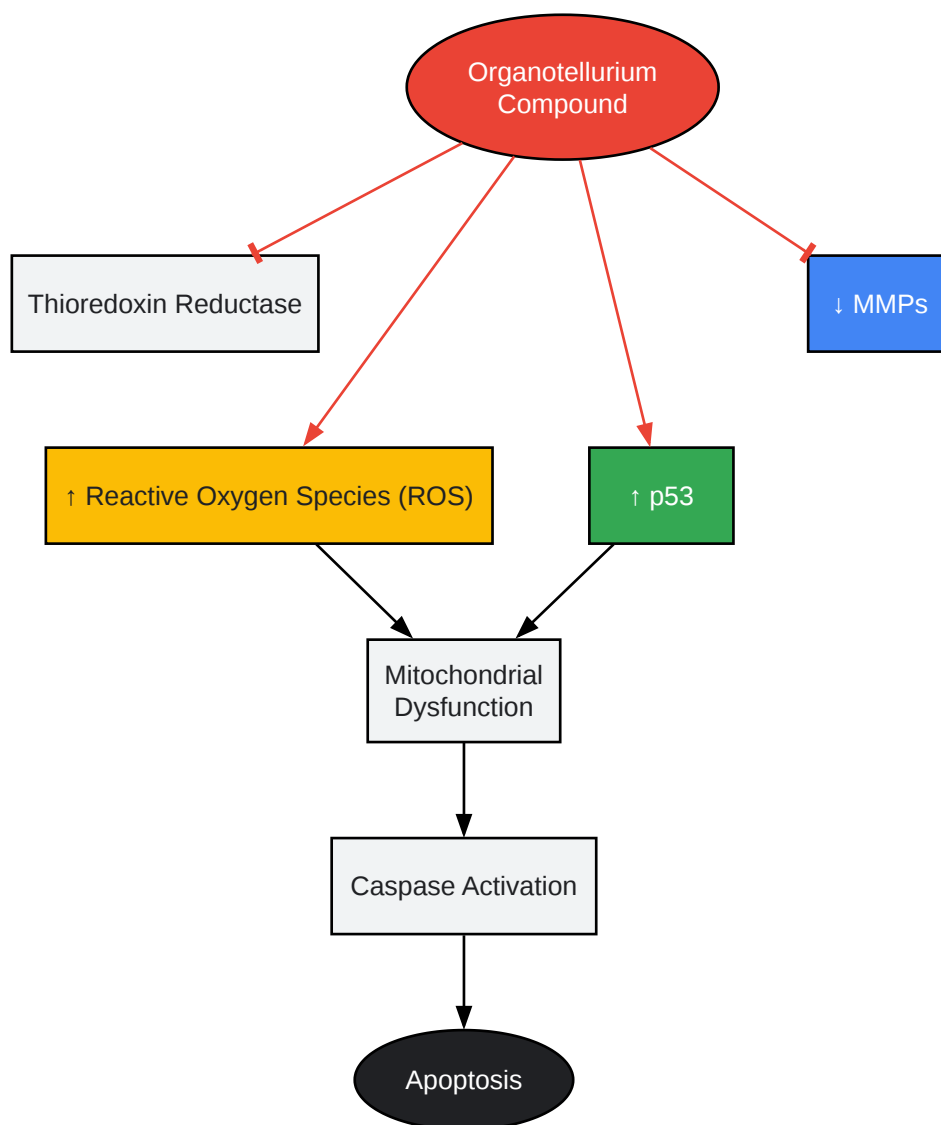 Organotellurium
Compound
Thioredoxin Reductase
↓ MMPs
↑ Reactive Oxygen Species (ROS)
↑ p53
Mitochondrial
Dysfunction
Caspase Activation
Apoptosis